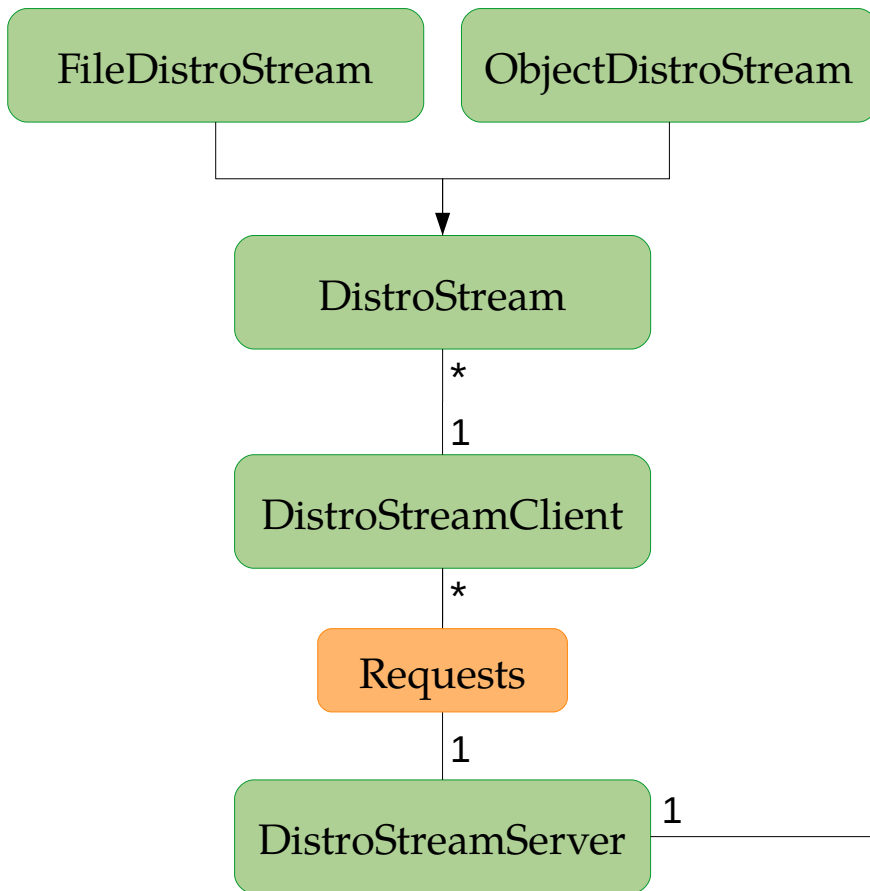 FileDistroStream
ObjectDistroStream
DistroStream
*
1
DistroStreamClient
*
Requests
1
DistroStreamServer
1